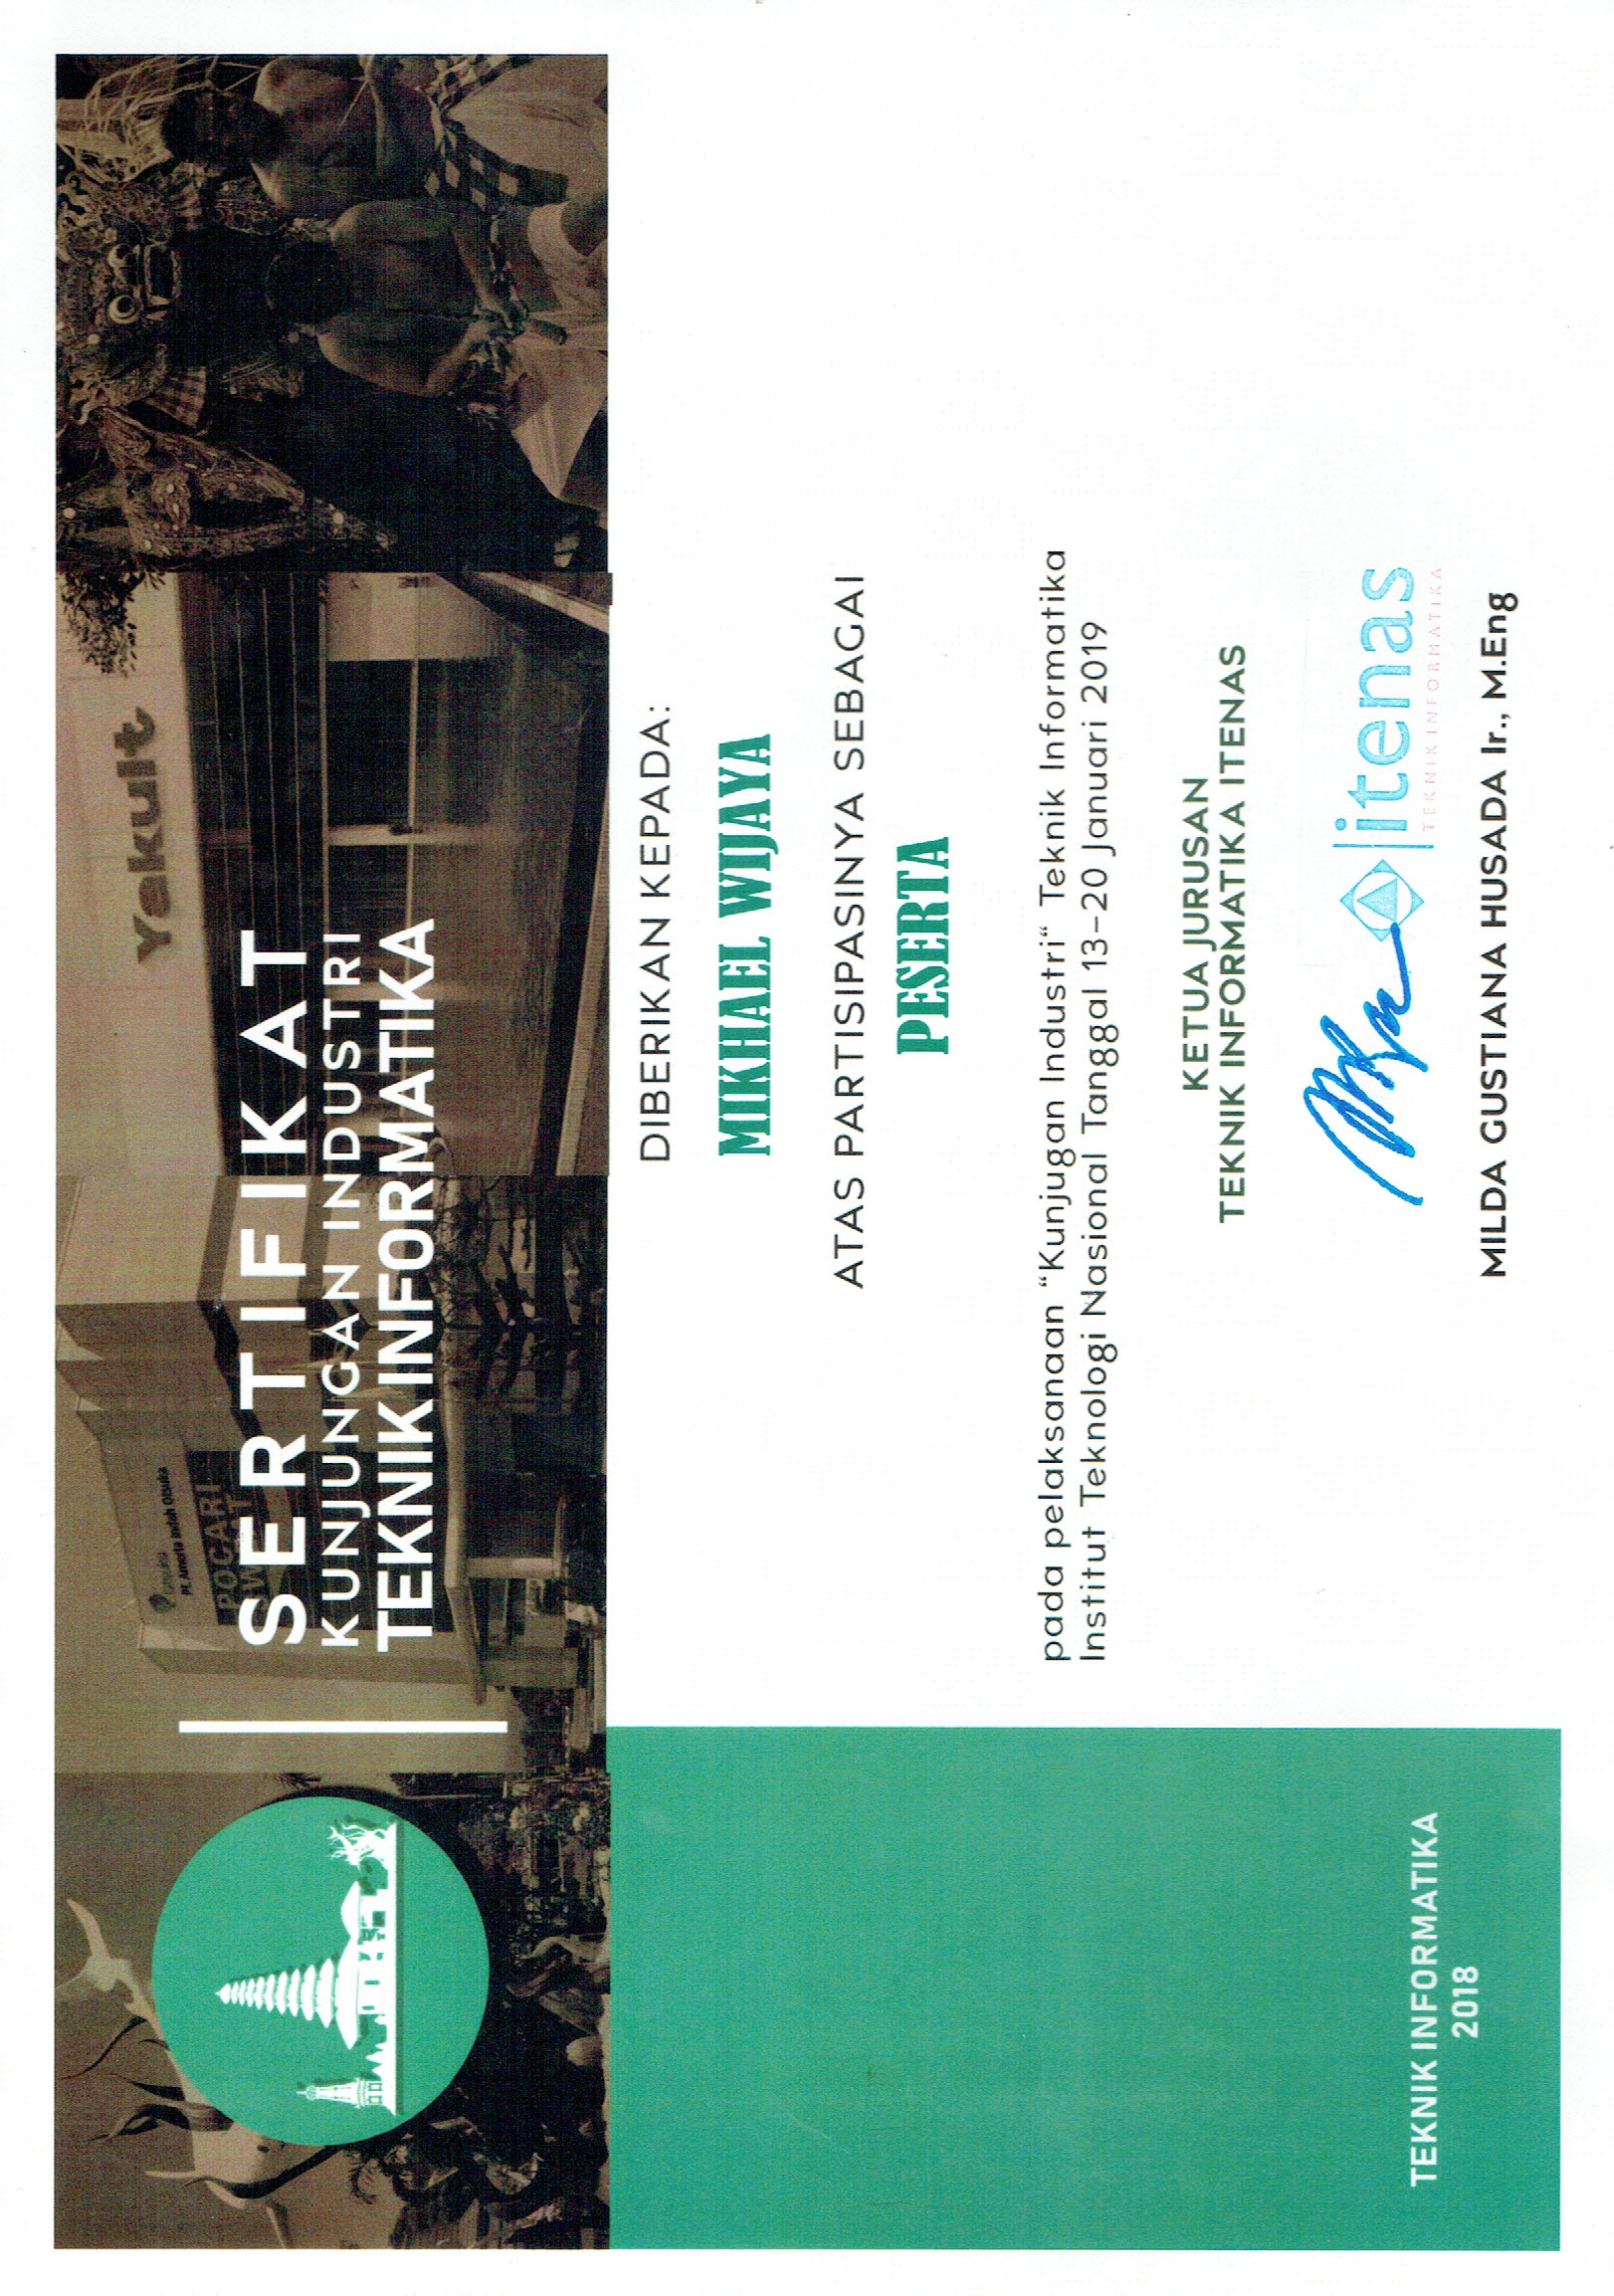 Otsuka
PT. Amerta Indah Otsuka
POCARI
SWEAT
Yakult
SERTIFIKAT
KUNJUNGAN INDUSTRI
TEKNIK INFORMATIKA
DIBERIKAN KEPADA:
MIKHAEL WIJAYA
ATAS PARTISIPASINYA SEBAGAI
PESERTA
pada pelaksanaan “Kunjugan Industri“ Teknik Informatika
Institut Teknologi Nasional Tanggal 13-20 Januari 2019
KETUA JURUSAN
TEKNIK INFORMATIKA ITENAS
itenas
TEKNIK INFORMATIKA
MILDA GUSTIANA HUSADA Ir., M.Eng
TEKNIK INFORMATIKA
2018